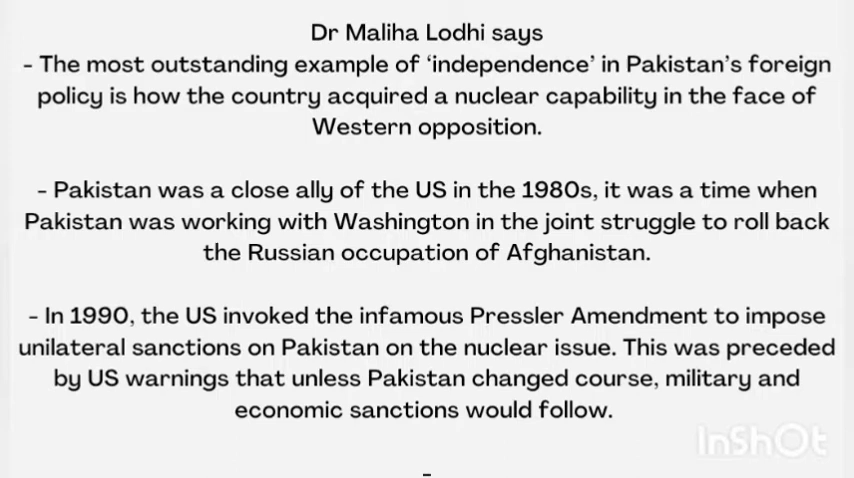 Dr Maliha Lodhi says
- The most outstanding example of ‘independence’ in Pakistan’s foreign
policy is how the country acquired a nuclear capability in the face of
Western opposition.
- Pakistan was a close ally of the US in the 1980s, it was a time when
Pakistan was working with Washington in the joint struggle to roll back
the Russian occupation of Afghanistan.
- In 1990, the US invoked the infamous Pressler Amendment to impose
unilateral sanctions on Pakistan on the nuclear issue. This was preceded
by US warnings that unless Pakistan changed course, military and
economic sanctions would follow.
InShOt
-